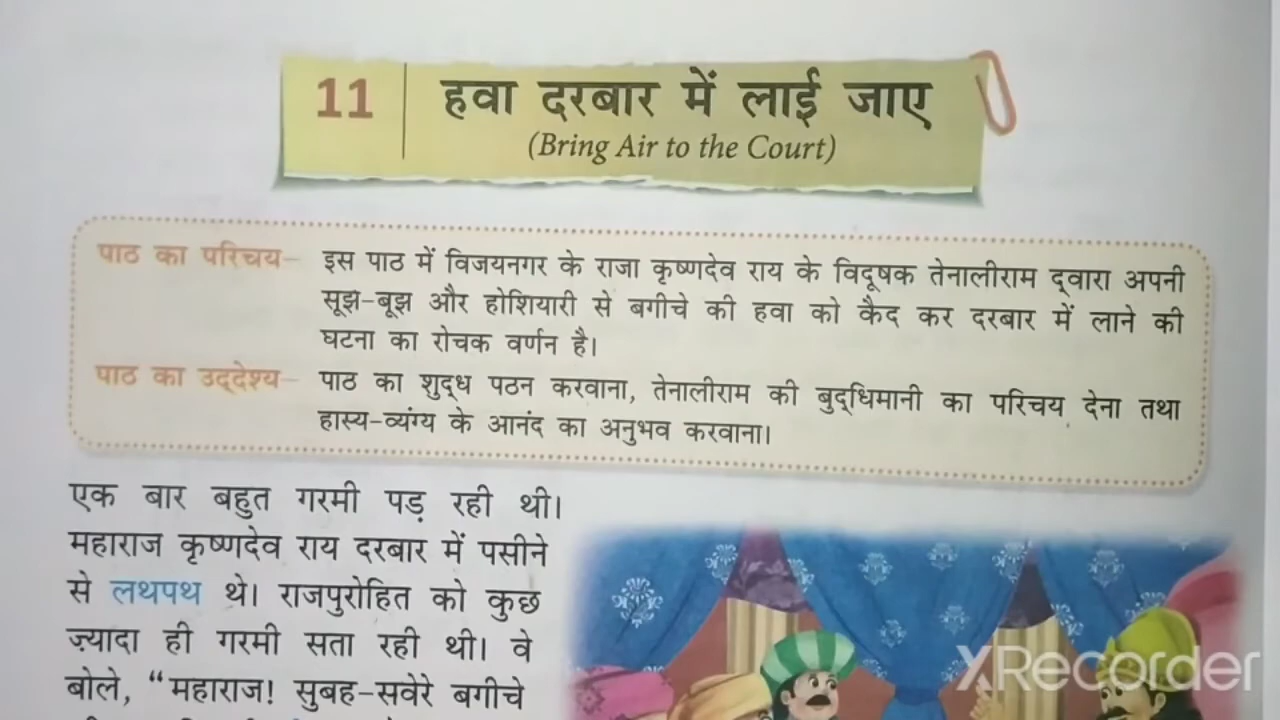 11
हवा दरबार में लाई जाए
(Bring Air to the Court)
पाठ का परिचय– इस पाठ में विजयनगर के राजा कृष्णदेव राय के विदूषक तेनालीराम द्वारा अपनी
सूझ-बूझ और होशियारी से बगीचे की हवा को कैद कर दरबार में लाने की
घटना का रोचक वर्णन है।
पाठ का उद्देश्य– पाठ का शुद्ध पठन करवाना, तेनालीराम की बुद्धिमानी का परिचय देना तथा
हास्य-व्यंग्य के आनंद का अनुभव करवाना।
एक बार बहुत गरमी पड़ रही थी।
महाराज कृष्णदेव राय दरबार में पसीने
से लथपथ थे। राजपुरोहित को कुछ
ज़्यादा ही गरमी सता रही थी। वे
बोले, “महाराज! सुबह-सवेरे बगीचे
XRecorder